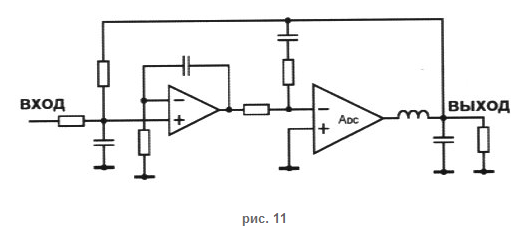 ВХОД
− +
− +
ADC
ВЫХОД
рис. 11